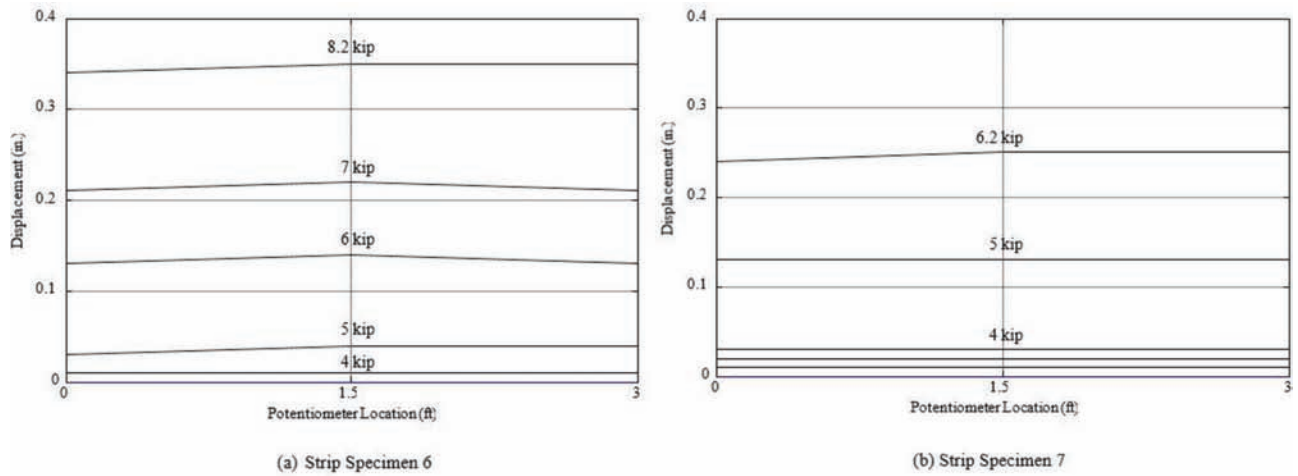 0.4
8.2 kip
0.3
7 kip
0.2
6 kip
0.1
5 kip
4 kip
0
0
1.5
3
Displacement (in.)
Potentiometer Location (ft)
(a) Strip Specimen 6
0.4
0.3
6.2 kip
0.2
5 kip
0.1
4 kip
0
0
1.5
3
Displacement (in.)
Potentiometer Location (ft)
(b) Strip Specimen 7